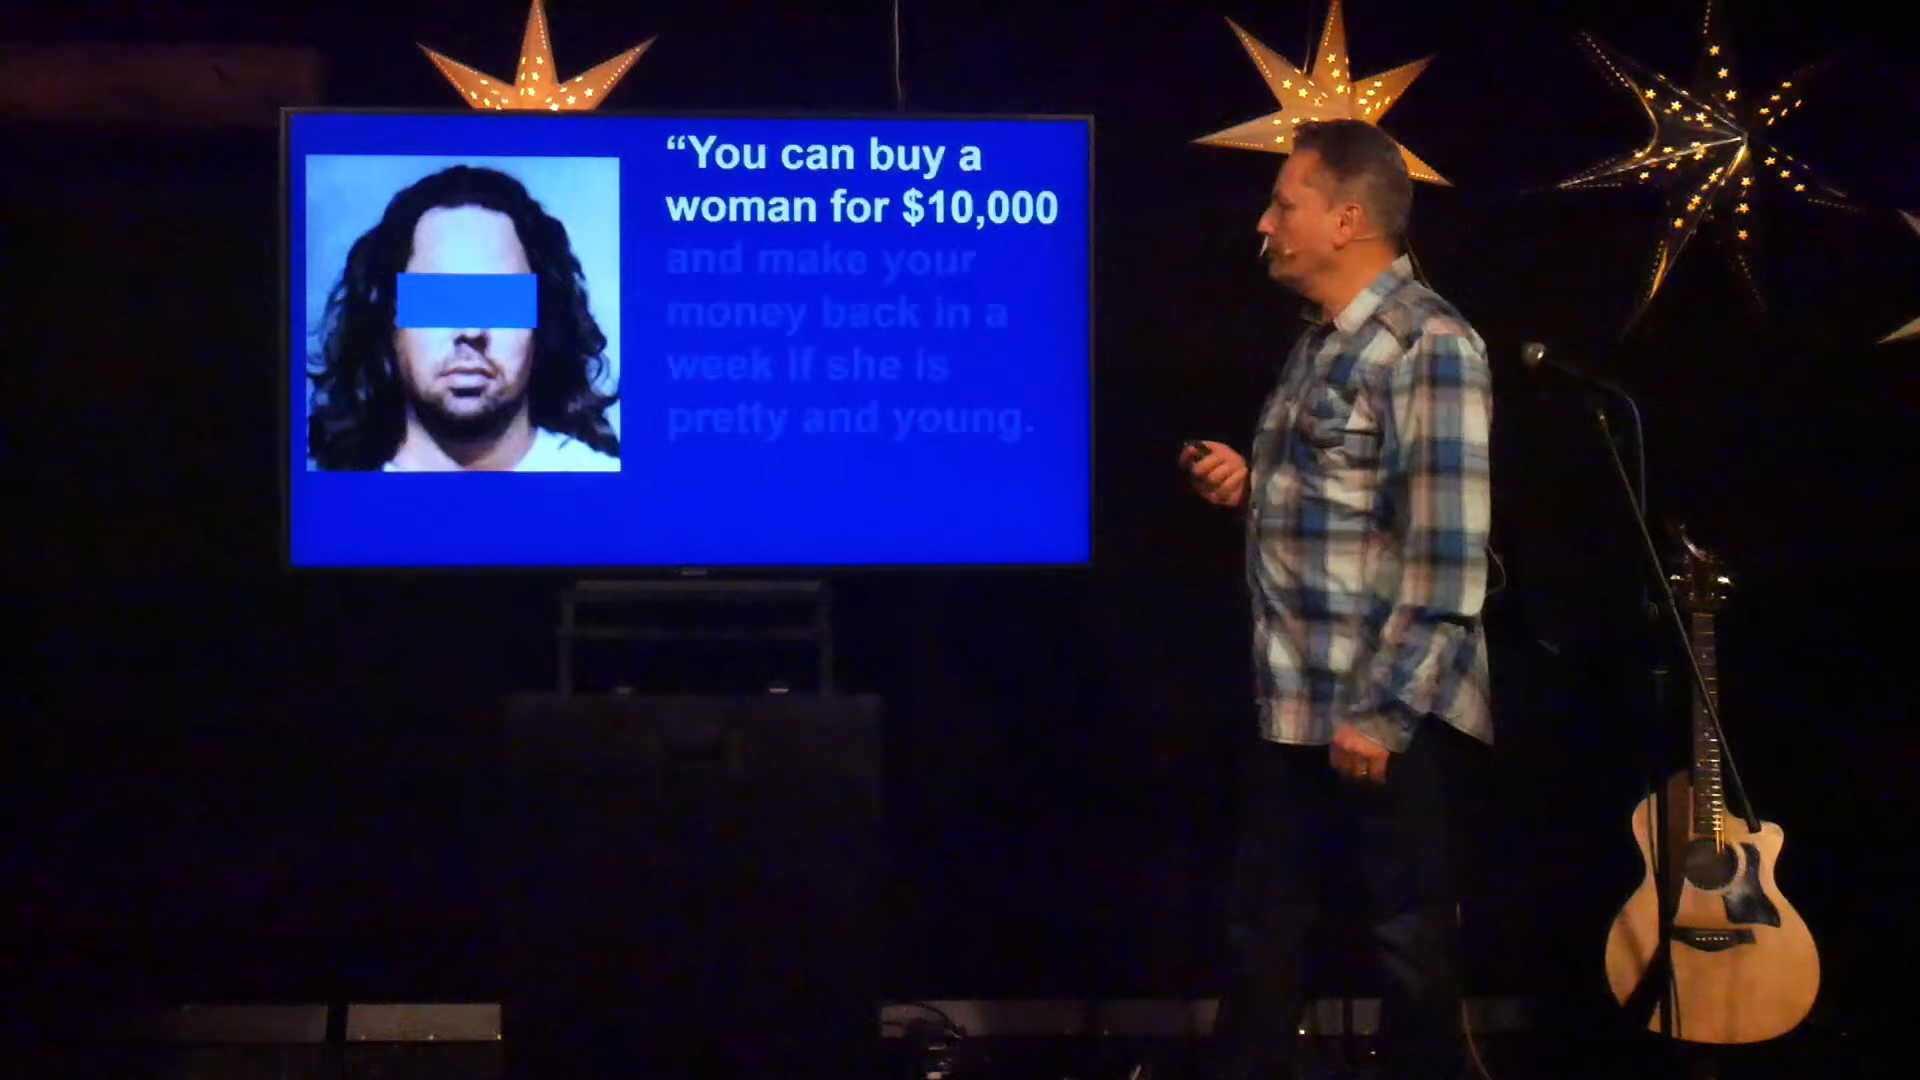 “You can buy a
woman for $10,000
and make your
money back in a
week if she is
pretty and young.